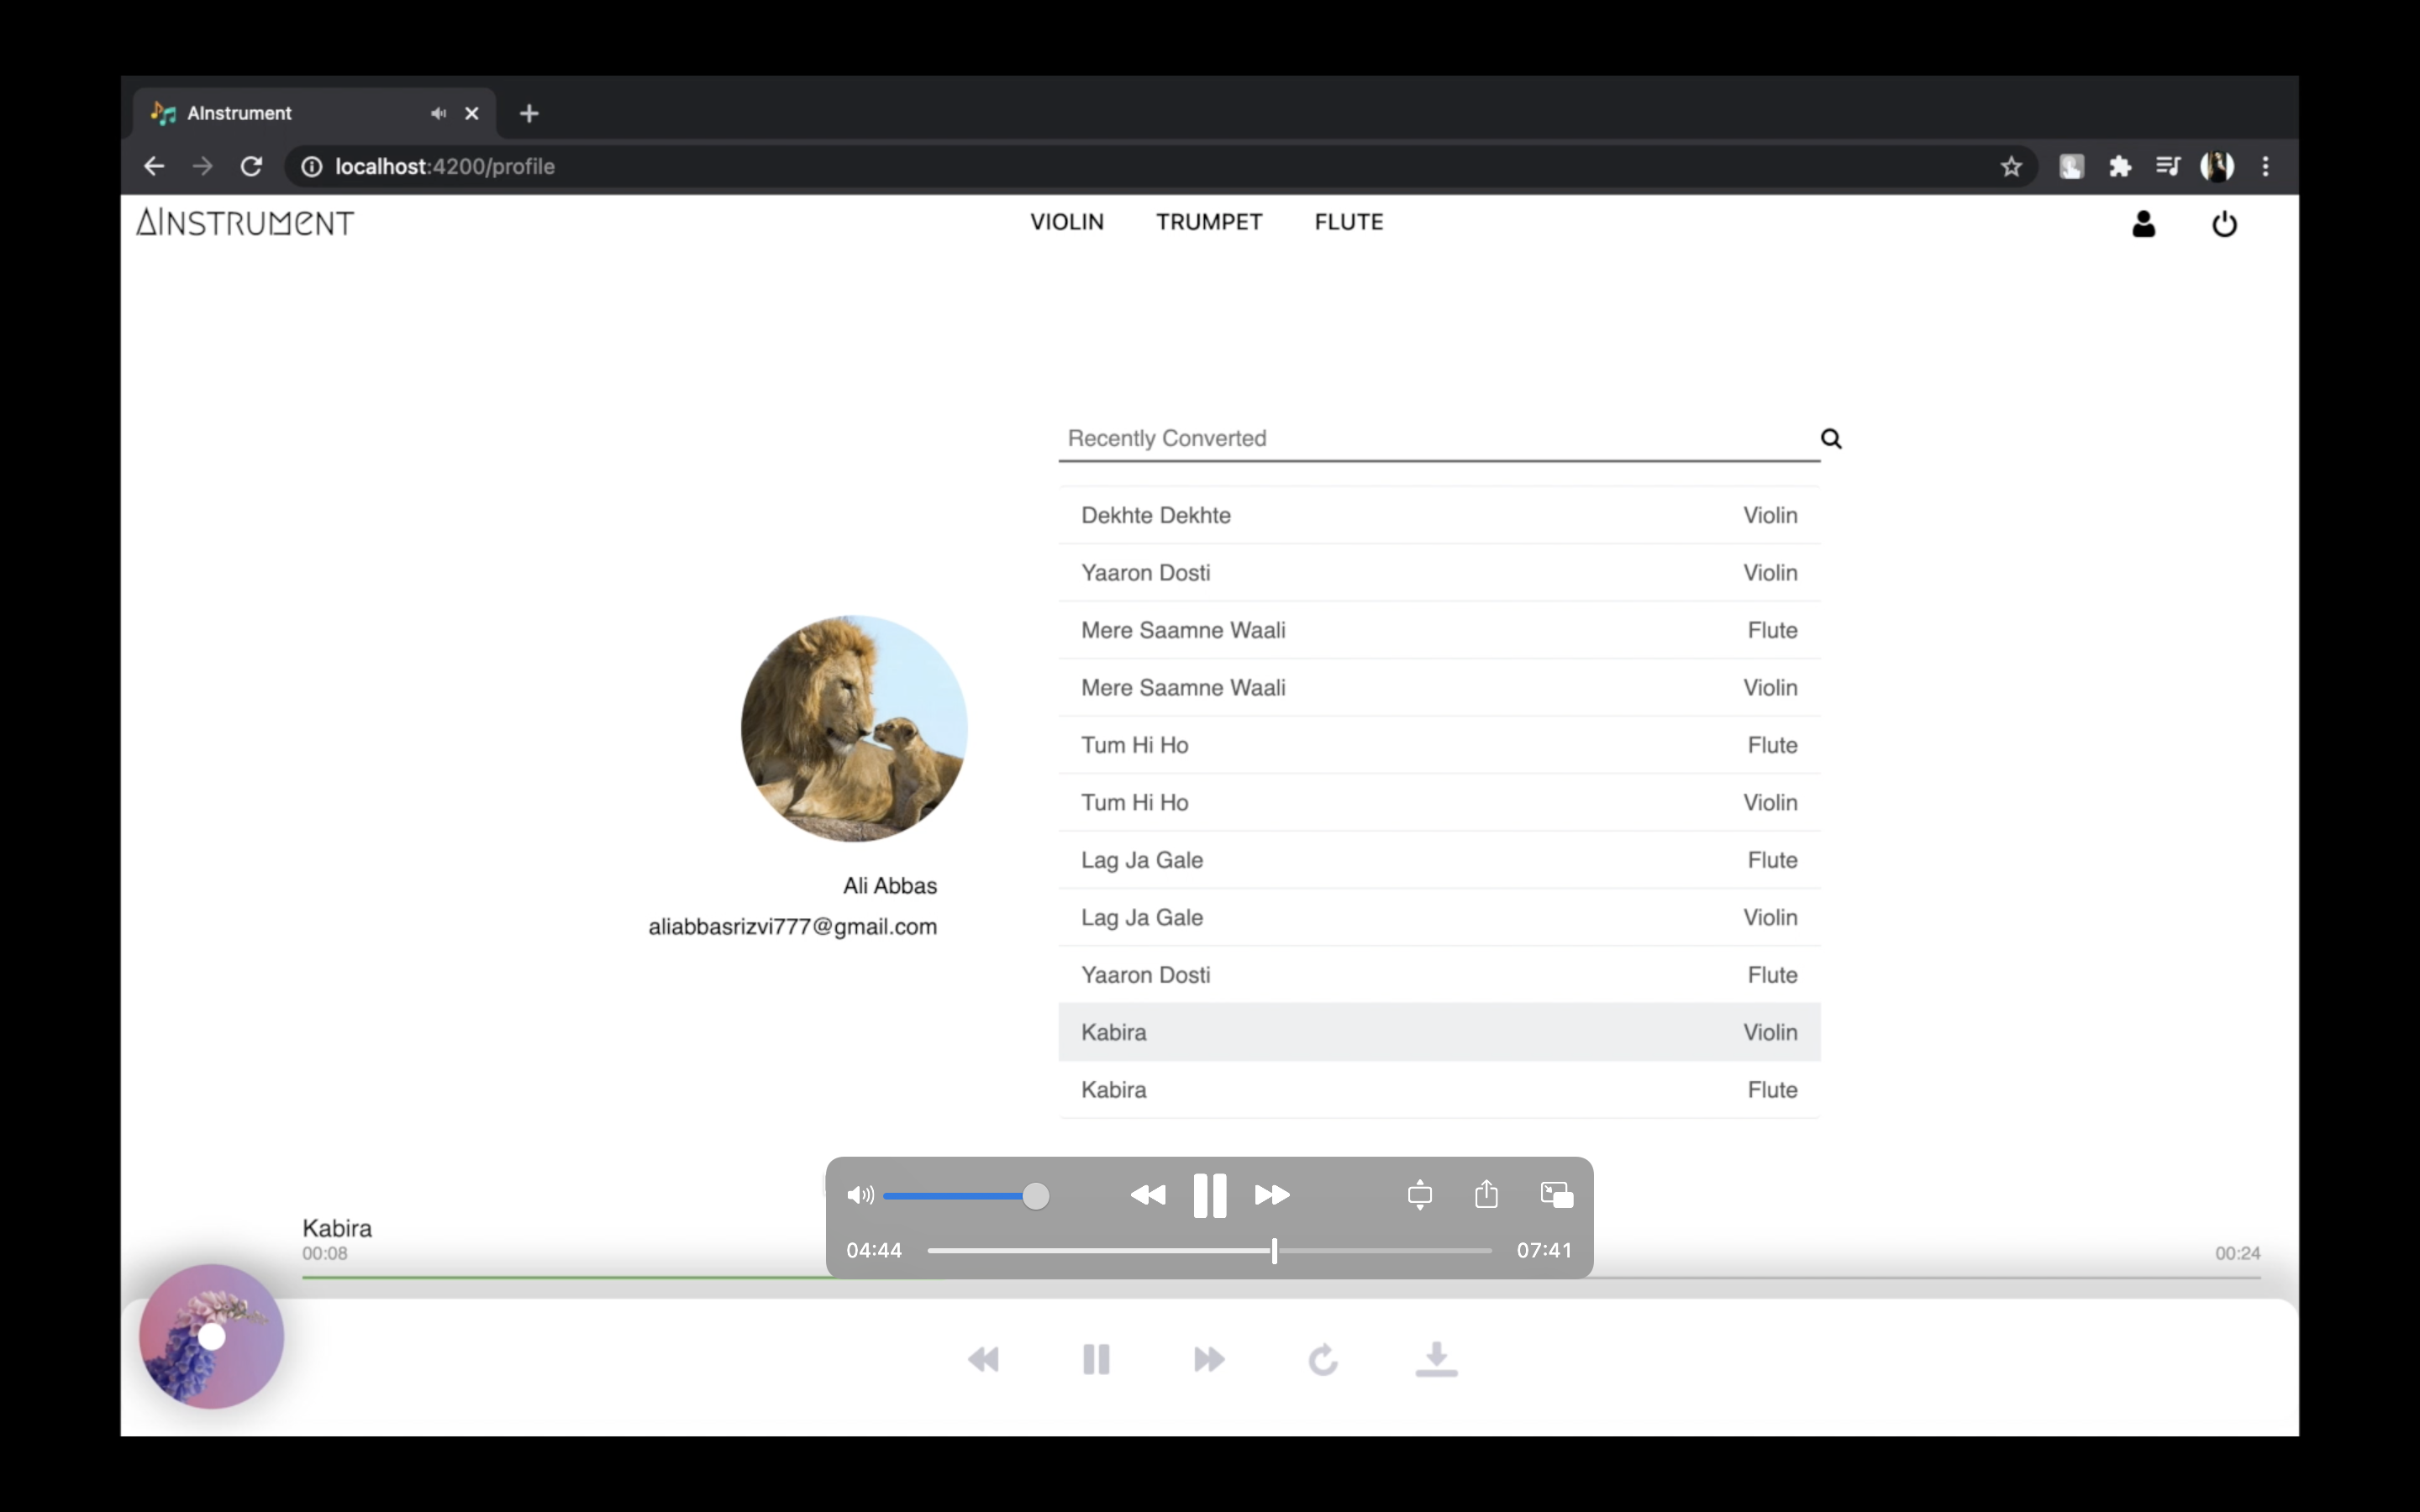 AInstrument
localhost:4200/profile
AINSTRUMENT
VIOLIN TRUMPET FLUTE
Recently Converted
Dekhte Dekhte Violin
Yaaron Dosti Violin
Mere Saamne Waali Flute
Mere Saamne Waali Violin
Tum Hi Ho Flute
Tum Hi Ho Violin
Lag Ja Gale Flute
Lag Ja Gale Violin
Yaaron Dosti Flute
Kabira Violin
Kabira Flute
Ali Abbas
aliabbasrizvi777@gmail.com
04:44 07:41
Kabira
00:08 00:24